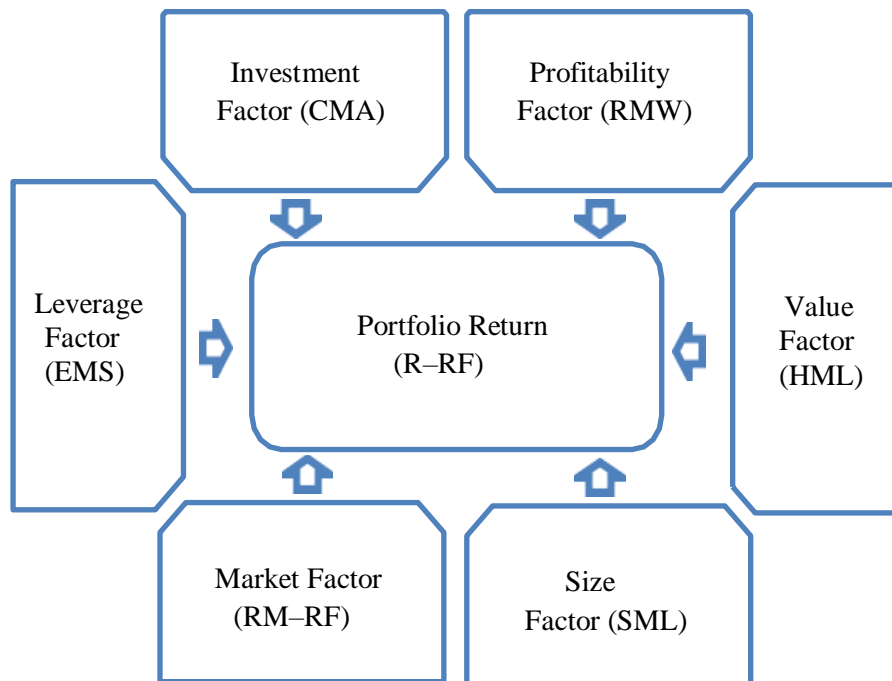 Investment
Factor (CMA)
Profitability
Factor (RMW)
Leverage
Factor
(EMS)
Portfolio Return
(R–RF)
Value
Factor
(HML)
Market Factor
(RM–RF)
Size
Factor (SML)